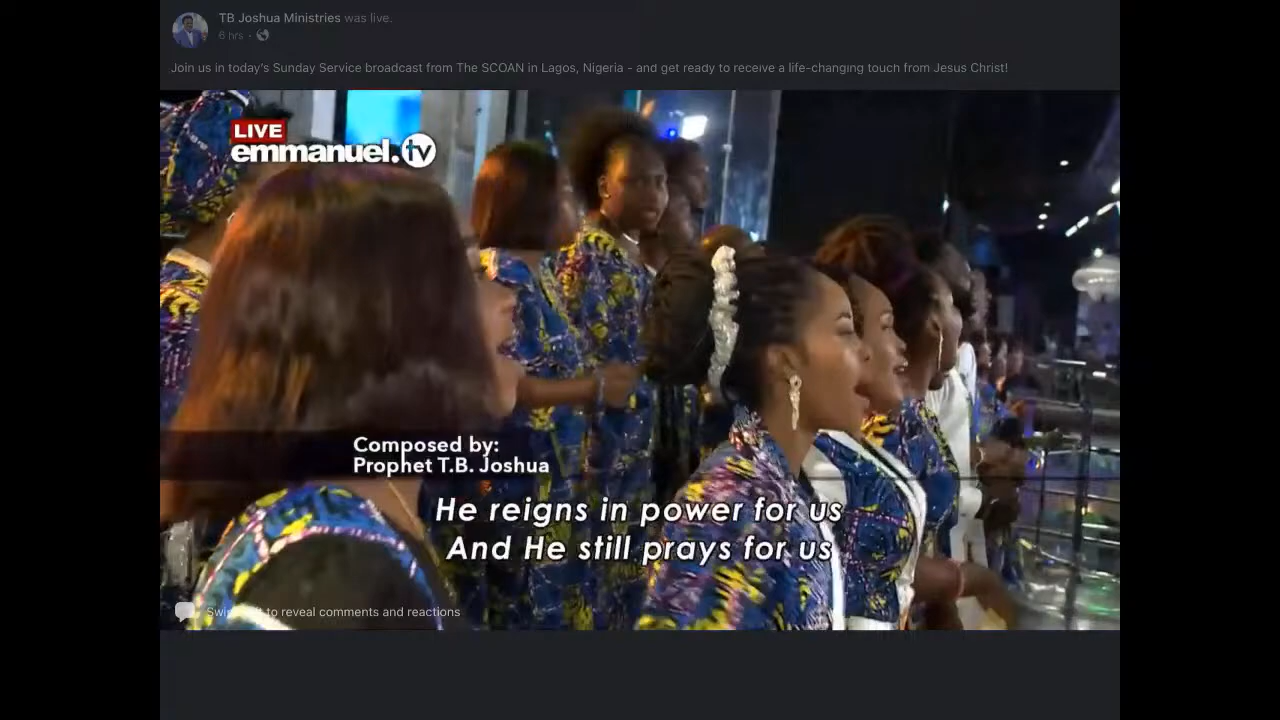 TB Joshua Ministries was live.
6 hrs ·
Join us in today's Sunday Service broadcast from The SCOAN in Lagos, Nigeria - and get ready to receive a life-changing touch from Jesus Christ!
LIVE
emmanuel.tv
Composed by:
Prophet T.B. Joshua
He reigns in power for us
And He still prays for us
Swipe left to reveal comments and reactions